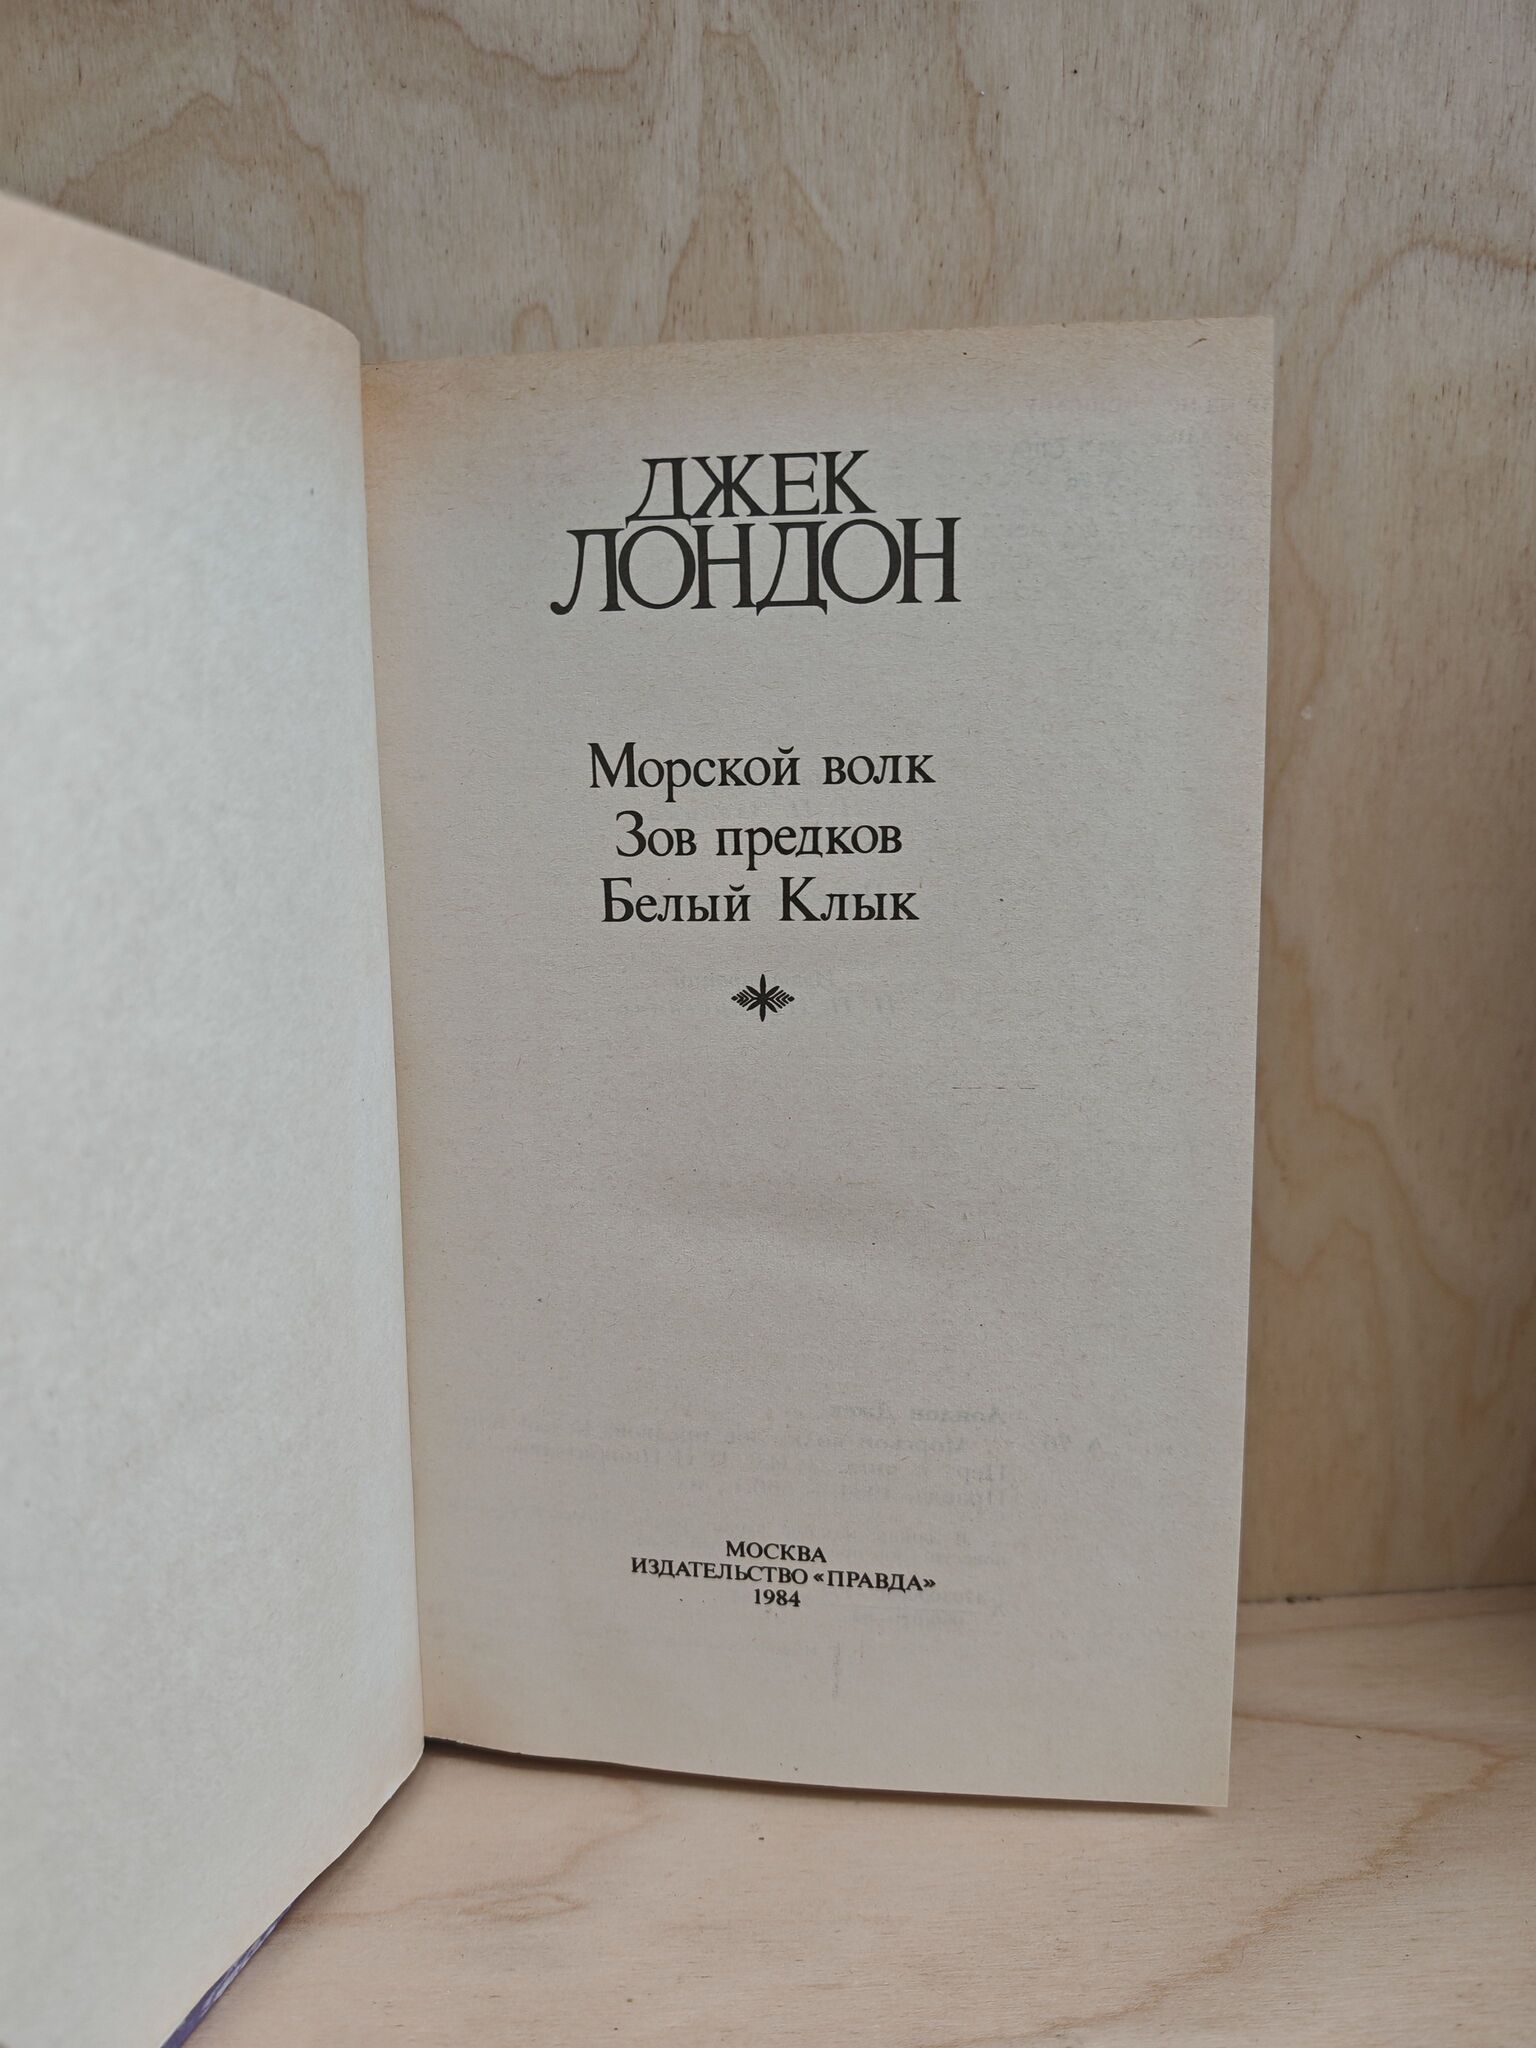 ДЖЕК
ЛОНДОН
Морской волк
Зов предков
Белый Клык
МОСКВА
ИЗДАТЕЛЬСТВО «ПРАВДА»
1984